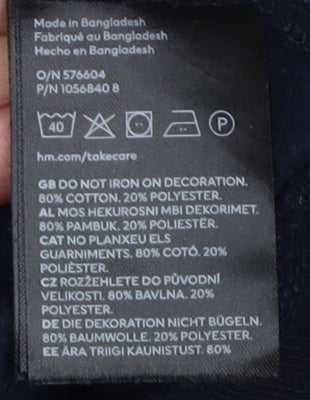 Made in Bangladesh
Fabriqué au Bangladesh
Hecho en Bangladesh
O/N 576604
P/N 1056840 8
40 P
hm.com/takecare
GB DO NOT IRON ON DECORATION.
80% COTTON. 20% POLYESTER.
AL MOS HEKUROSNI MBI DEKORIMET.
80% PAMBUK. 20% POLIESTËR.
CAT NO PLANXEU ELS
GUARNIMENTS. 80% COTÓ. 20%
POLIÈSTER.
CZ ROZŽEHLETE DO PŮVODNÍ
VELIKOSTI. 80% BAVLNA. 20%
POLYESTER.
DE DIE DEKORATION NICHT BÜGELN.
80% BAUMWOLLE. 20% POLYESTER.
EE ÄRA TRIIGI KAUNISTUST. 80%